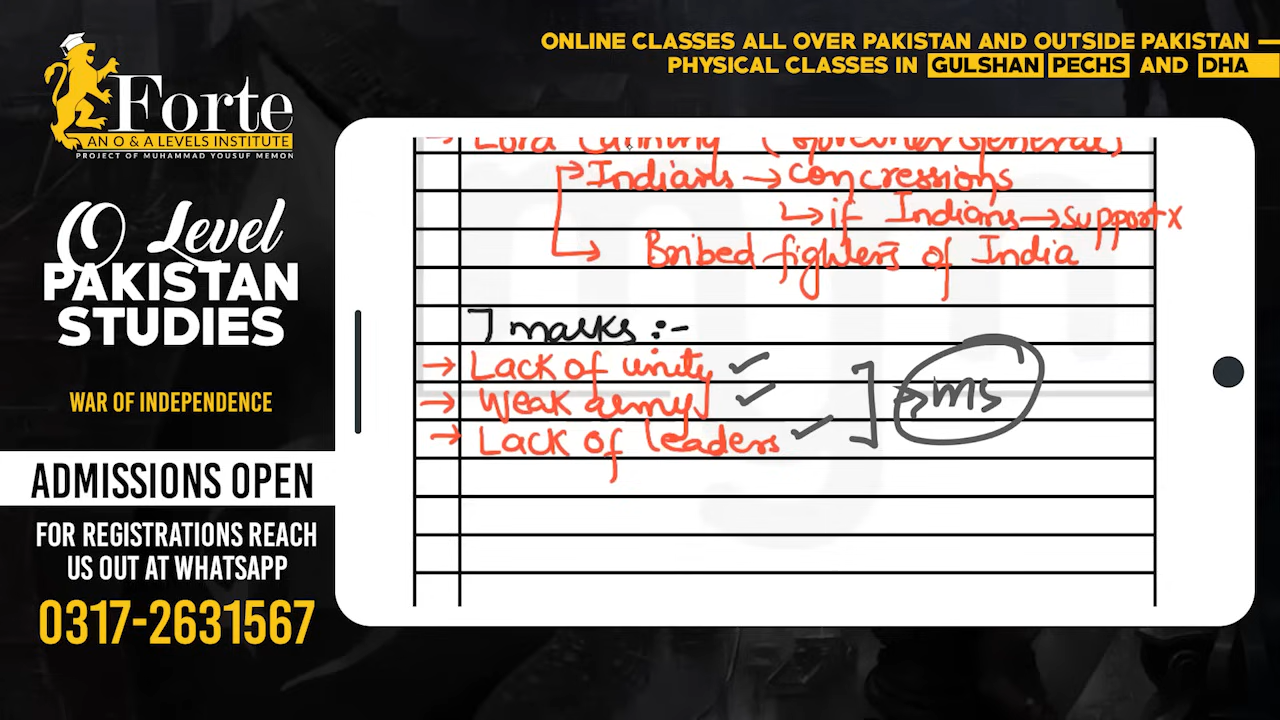 Forte
AN O & A LEVELS INSTITUTE
PROJECT OF MUHAMMAD YOUSUF MEMON
ONLINE CLASSES ALL OVER PAKISTAN AND OUTSIDE PAKISTAN
PHYSICAL CLASSES IN GULSHAN PECHS AND DHA
O Level
PAKISTAN
STUDIES
WAR OF INDEPENDENCE
ADMISSIONS OPEN
FOR REGISTRATIONS REACH
US OUT AT WHATSAPP
0317-2631567
→ Lord Canning (Governor General)
→ Indians → concressions
↳ if Indians → support x
→ Bribed fighters of India
7 marks :-
→ Lack of unity ✓
→ Weak army ✓
→ Lack of leaders ✓
→ ms